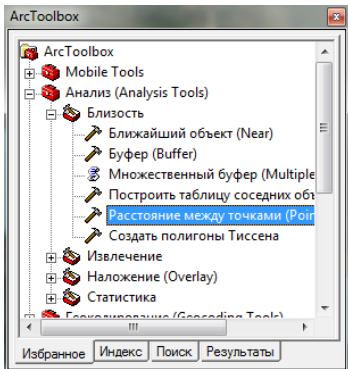 ArcToolbox
ArcToolbox
Mobile Tools
Анализ (Analysis Tools)
Близость
Ближайший объект (Near)
Буфер (Buffer)
Множественный буфер (Multiple
Построить таблицу соседних объ
Расстояние между точками (Poin
Создать полигоны Тиссена
Извлечение
Наложение (Overlay)
Статистика
Геокодирование (Geocoding Tools)
Избранное Индекс Поиск Результаты